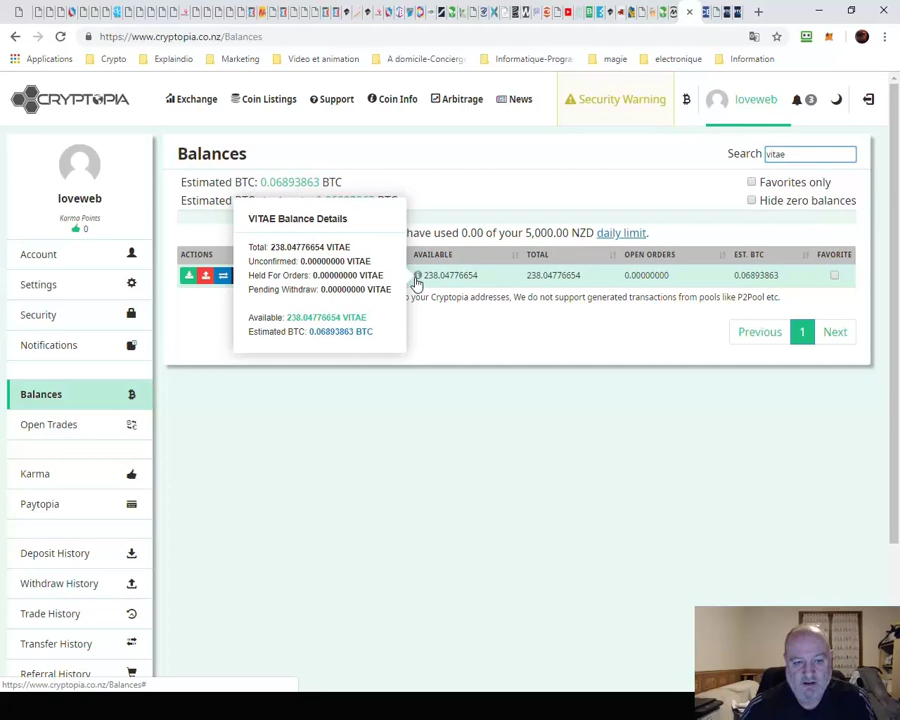 https://www.cryptopia.co.nz/Balances
Applications
Crypto
Explaindio
Marketing
Video et animation
A domicile-Concierg
Informatique-Progra
magie
electronique
Information
CRYPTOPIA
Exchange
Coin Listings
Support
Coin Info
Arbitrage
News
Security Warning
loveweb
3
loveweb
Karma Points
0
Account
Settings
Security
Notifications
Balances
Open Trades
Karma
Paytopia
Deposit History
Withdraw History
Trade History
Transfer History
Referral History
Balances
Search
vitae
Estimated BTC: 0.06893863 BTC
Favorites only
Estimated
Hide zero balances
have used 0.00 of your 5,000.00 NZD daily limit.
ACTIONS
AVAILABLE
TOTAL
OPEN ORDERS
EST. BTC
FAVORITE
238.04776654
238.04776654
0.00000000
0.06893863
your Cryptopia addresses, We do not support generated transactions from pools like P2Pool etc.
Previous
1
Next
VITAE Balance Details
Total: 238.04776654 VITAE
Unconfirmed: 0.00000000 VITAE
Held For Orders: 0.00000000 VITAE
Pending Withdraw: 0.00000000 VITAE
Available: 238.04776654 VITAE
Estimated BTC: 0.06893863 BTC
https://www.cryptopia.co.nz/Balances#